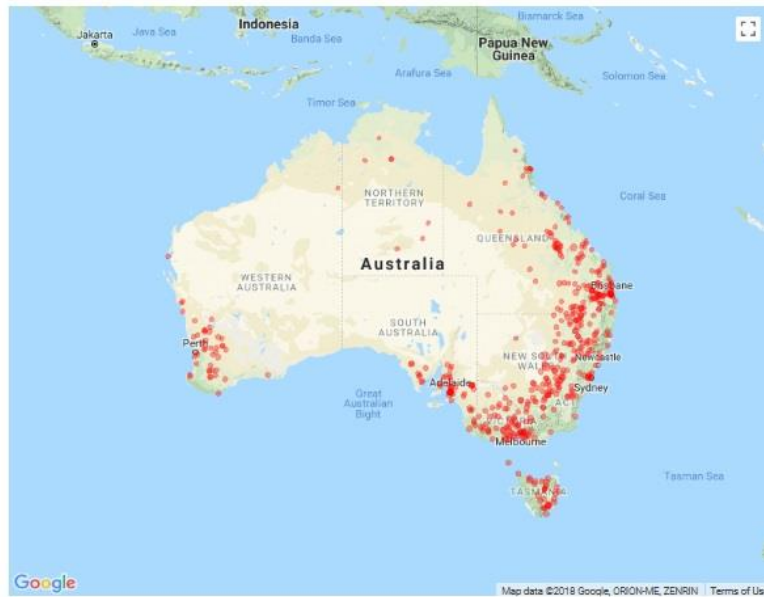 Indonesia
Bismarck Sea
Jakarta
Java Sea
Banda Sea
Papua New
Guinea
Arafura Sea
Solomon Sea
Timor Sea
NORTHERN
TERRITORY
Coral Sea
QUEENSLAND
Australia
WESTERN
AUSTRALIA
Brisbane
SOUTH
AUSTRALIA
Perth
NEW SOUTH
WALES
Newcastle
Adelaide
Sydney
Great
Australian
Bight
ACT
VICTORIA
Melbourne
Tasman Sea
TASMANIA
Google
Map data ©2018 Google, ORION-ME, ZENRIN
Terms of Us